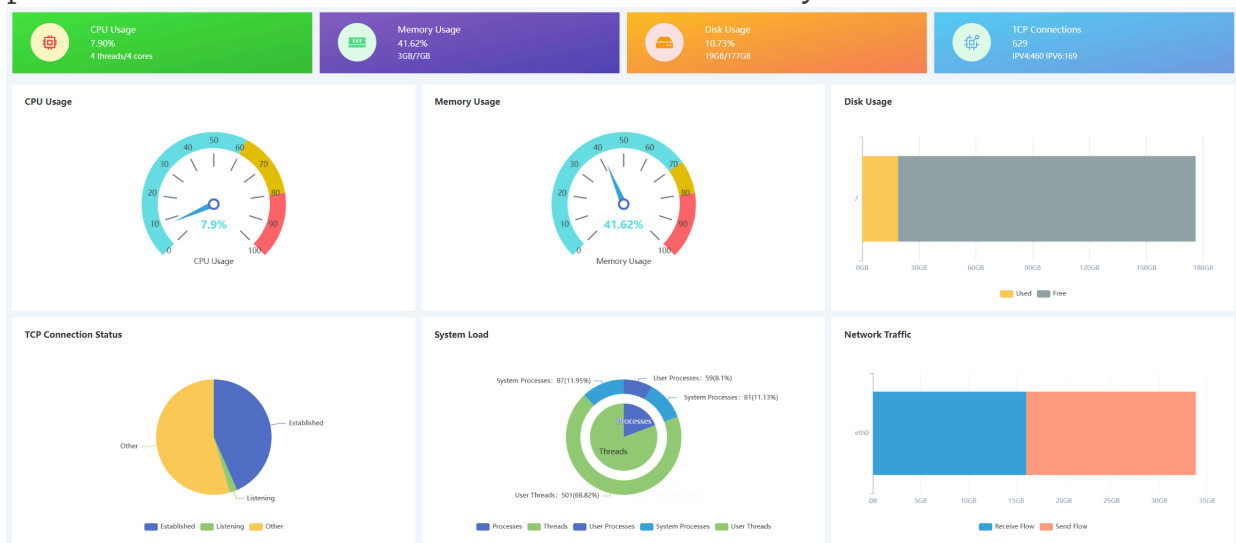 CPU Usage
7.90%
4 threads/4 cores
Memory Usage
41.62%
3GB/7GB
Disk Usage
10.73%
19GB/177GB
TCP Connections
629
IPV4:460 IPV6:169
CPU Usage
0
10
20
30
40
50
60
70
80
90
100
7.9%
CPU Usage
Memory Usage
0
10
20
30
40
50
60
70
80
90
100
41.62%
Memory Usage
Disk Usage
/
0GB 30GB 60GB 90GB 120GB 150GB 180GB
Used Free
TCP Connection Status
Established
Other
Listening
Established Listening Other
System Load
System Processes: 87(11.95%)
User Processes: 59(8.1%)
System Processes: 81(11.13%)
Processes
Threads
User Threads: 501(68.82%)
Processes Threads User Processes System Processes User Threads
Network Traffic
eth0
0B 5GB 10GB 15GB 20GB 25GB 30GB 35GB
Receive Flow Send Flow